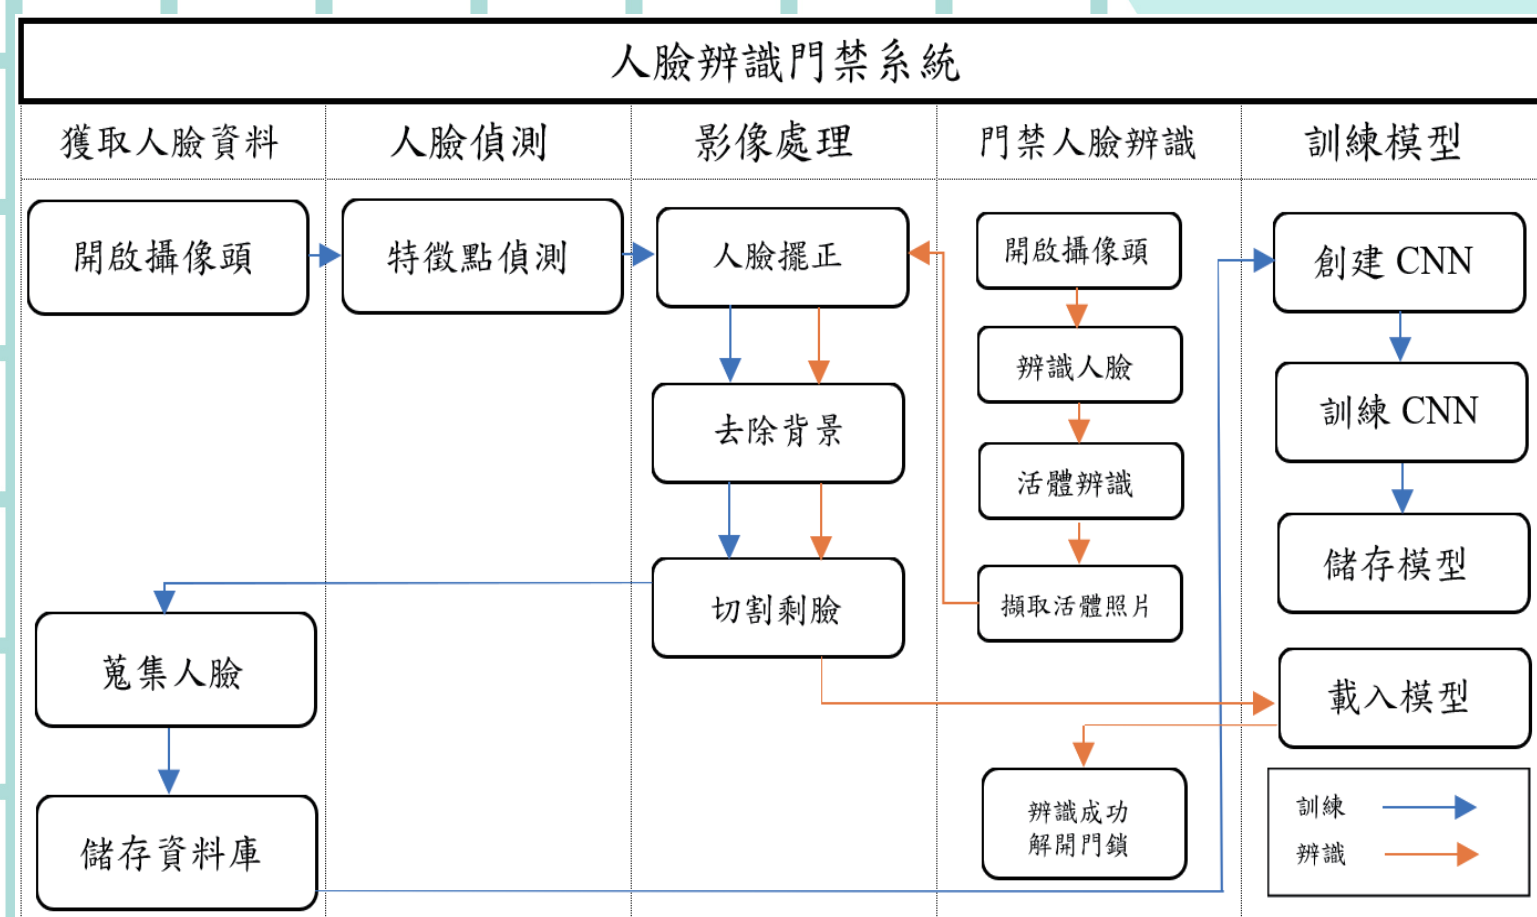 人臉辨識門禁系統
獲取人臉資料
人臉偵測
影像處理
門禁人臉辨識
訓練模型
開啟攝像頭
特徵點偵測
人臉擺正
開啟攝像頭
創建 CNN
辨識人臉
訓練 CNN
去除背景
活體辨識
儲存模型
切割剩臉
擷取活體照片
蒐集人臉
載入模型
辨識成功
解開門鎖
儲存資料庫
訓練
辨識